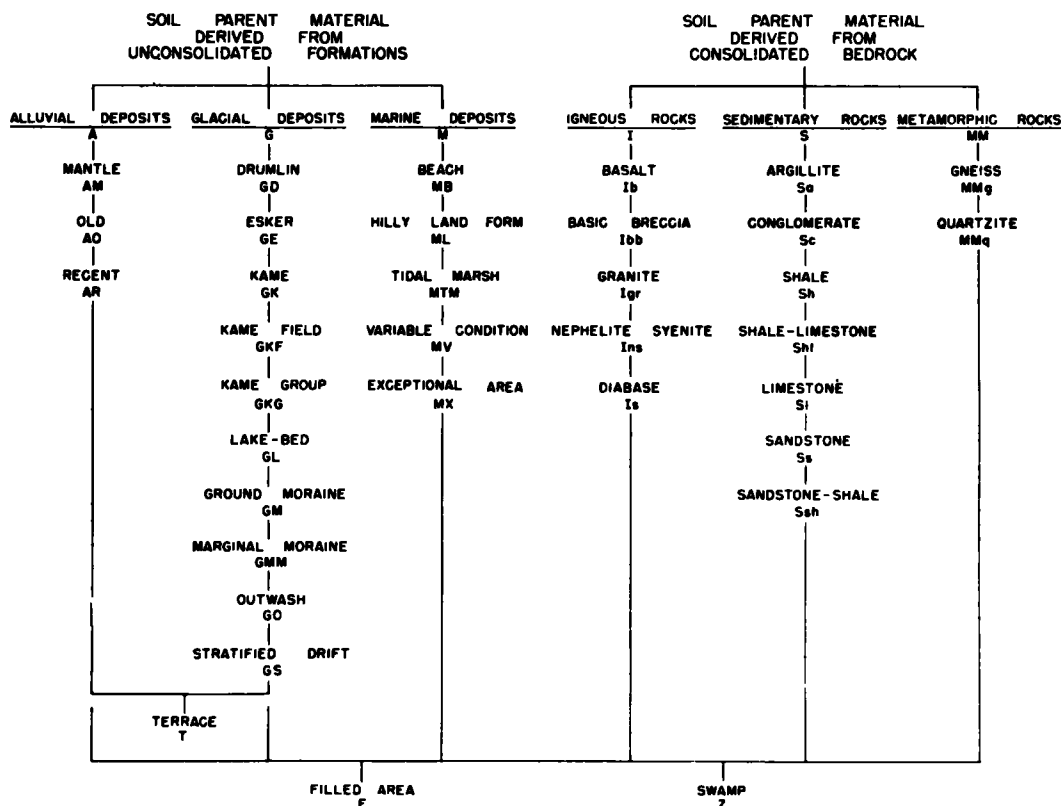 SOIL PARENT MATERIAL
DERIVED FROM
UNCONSOLIDATED FORMATIONS
SOIL PARENT MATERIAL
DERIVED FROM
CONSOLIDATED BEDROCK
ALLUVIAL DEPOSITS
A
MANTLE
AM
OLD
AO
RECENT
AR
GLACIAL DEPOSITS
G
DRUMLIN
GD
ESKER
GE
KAME
GK
KAME FIELD
GKF
KAME GROUP
GKG
LAKE-BED
GL
GROUND MORAINE
GM
MARGINAL MORAINE
GMM
OUTWASH
GO
STRATIFIED DRIFT
GS
TERRACE
T
MARINE DEPOSITS
M
BEACH
MB
HILLY LAND FORM
ML
TIDAL MARSH
MTM
VARIABLE CONDITION
MV
EXCEPTIONAL AREA
MX
IGNEOUS ROCKS
I
BASALT
Ib
BASIC BRECCIA
Ibb
GRANITE
Igr
NEPHELITE SYENITE
Ins
DIABASE
Is
SEDIMENTARY ROCKS
S
ARGILLITE
Sa
CONGLOMERATE
Sc
SHALE
Sh
SHALE-LIMESTONE
Shl
LIMESTONE
Sl
SANDSTONE
Ss
SANDSTONE-SHALE
Ssh
METAMORPHIC ROCKS
MM
GNEISS
MMg
QUARTZITE
MMq
FILLED AREA
F
SWAMP
Z